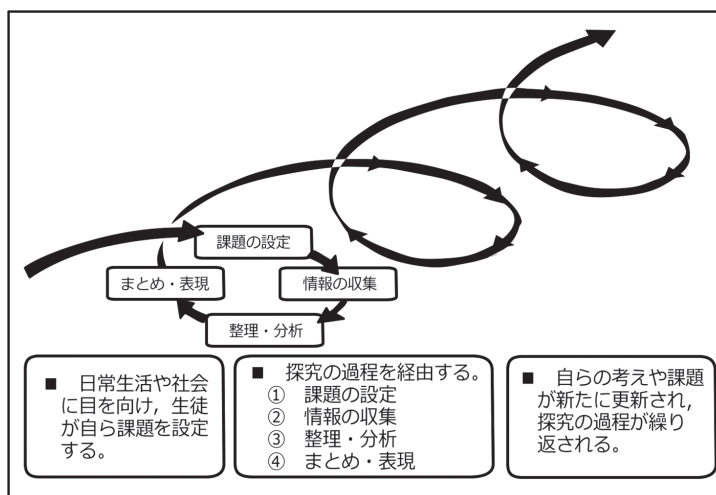 課題の設定
まとめ・表現
情報の収集
整理・分析
■ 日常生活や社会
に目を向け，生徒
が自ら課題を設定
する。
■ 探究の過程を経由する。
① 課題の設定
② 情報の収集
③ 整理・分析
④ まとめ・表現
■ 自らの考えや課題
が新たに更新され，
探究の過程が繰り
返される。